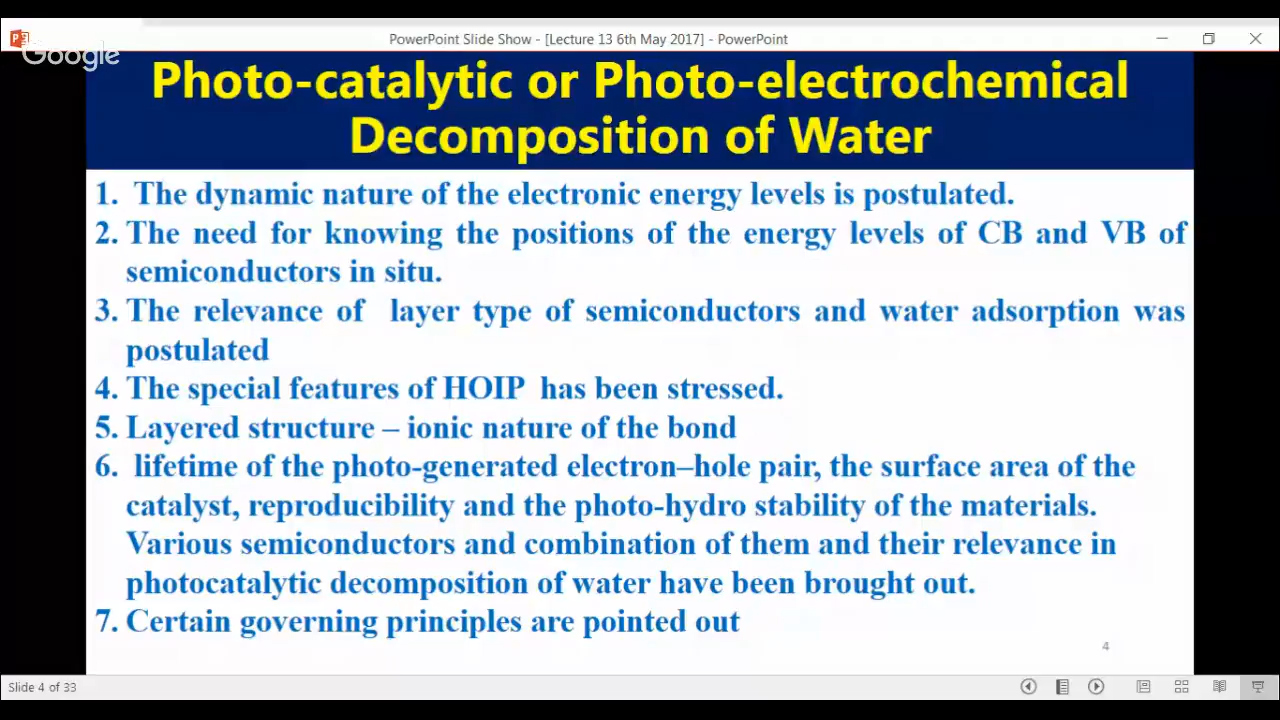 PowerPoint Slide Show - [Lecture 13 6th May 2017] - PowerPoint
Google
Photo-catalytic or Photo-electrochemical
Decomposition of Water
1. The dynamic nature of the electronic energy levels is postulated.
2. The need for knowing the positions of the energy levels of CB and VB of
semiconductors in situ.
3. The relevance of layer type of semiconductors and water adsorption was
postulated
4. The special features of HOIP has been stressed.
5. Layered structure – ionic nature of the bond
6. lifetime of the photo-generated electron–hole pair, the surface area of the
catalyst, reproducibility and the photo-hydro stability of the materials.
Various semiconductors and combination of them and their relevance in
photocatalytic decomposition of water have been brought out.
7. Certain governing principles are pointed out
4
Slide 4 of 33